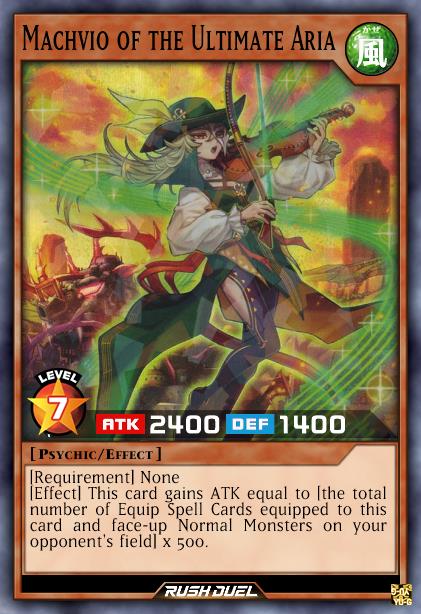 Machvio of the Ultimate Aria
かぜ
風
LEVEL
7
ATK 2400 DEF 1400
[Psychic/Effect]
[Requirement] None
[Effect] This card gains ATK equal to [the total
number of Equip Spell Cards equipped to this
card and face-up Normal Monsters on your
opponent's field] x 500.
RUSH DUEL